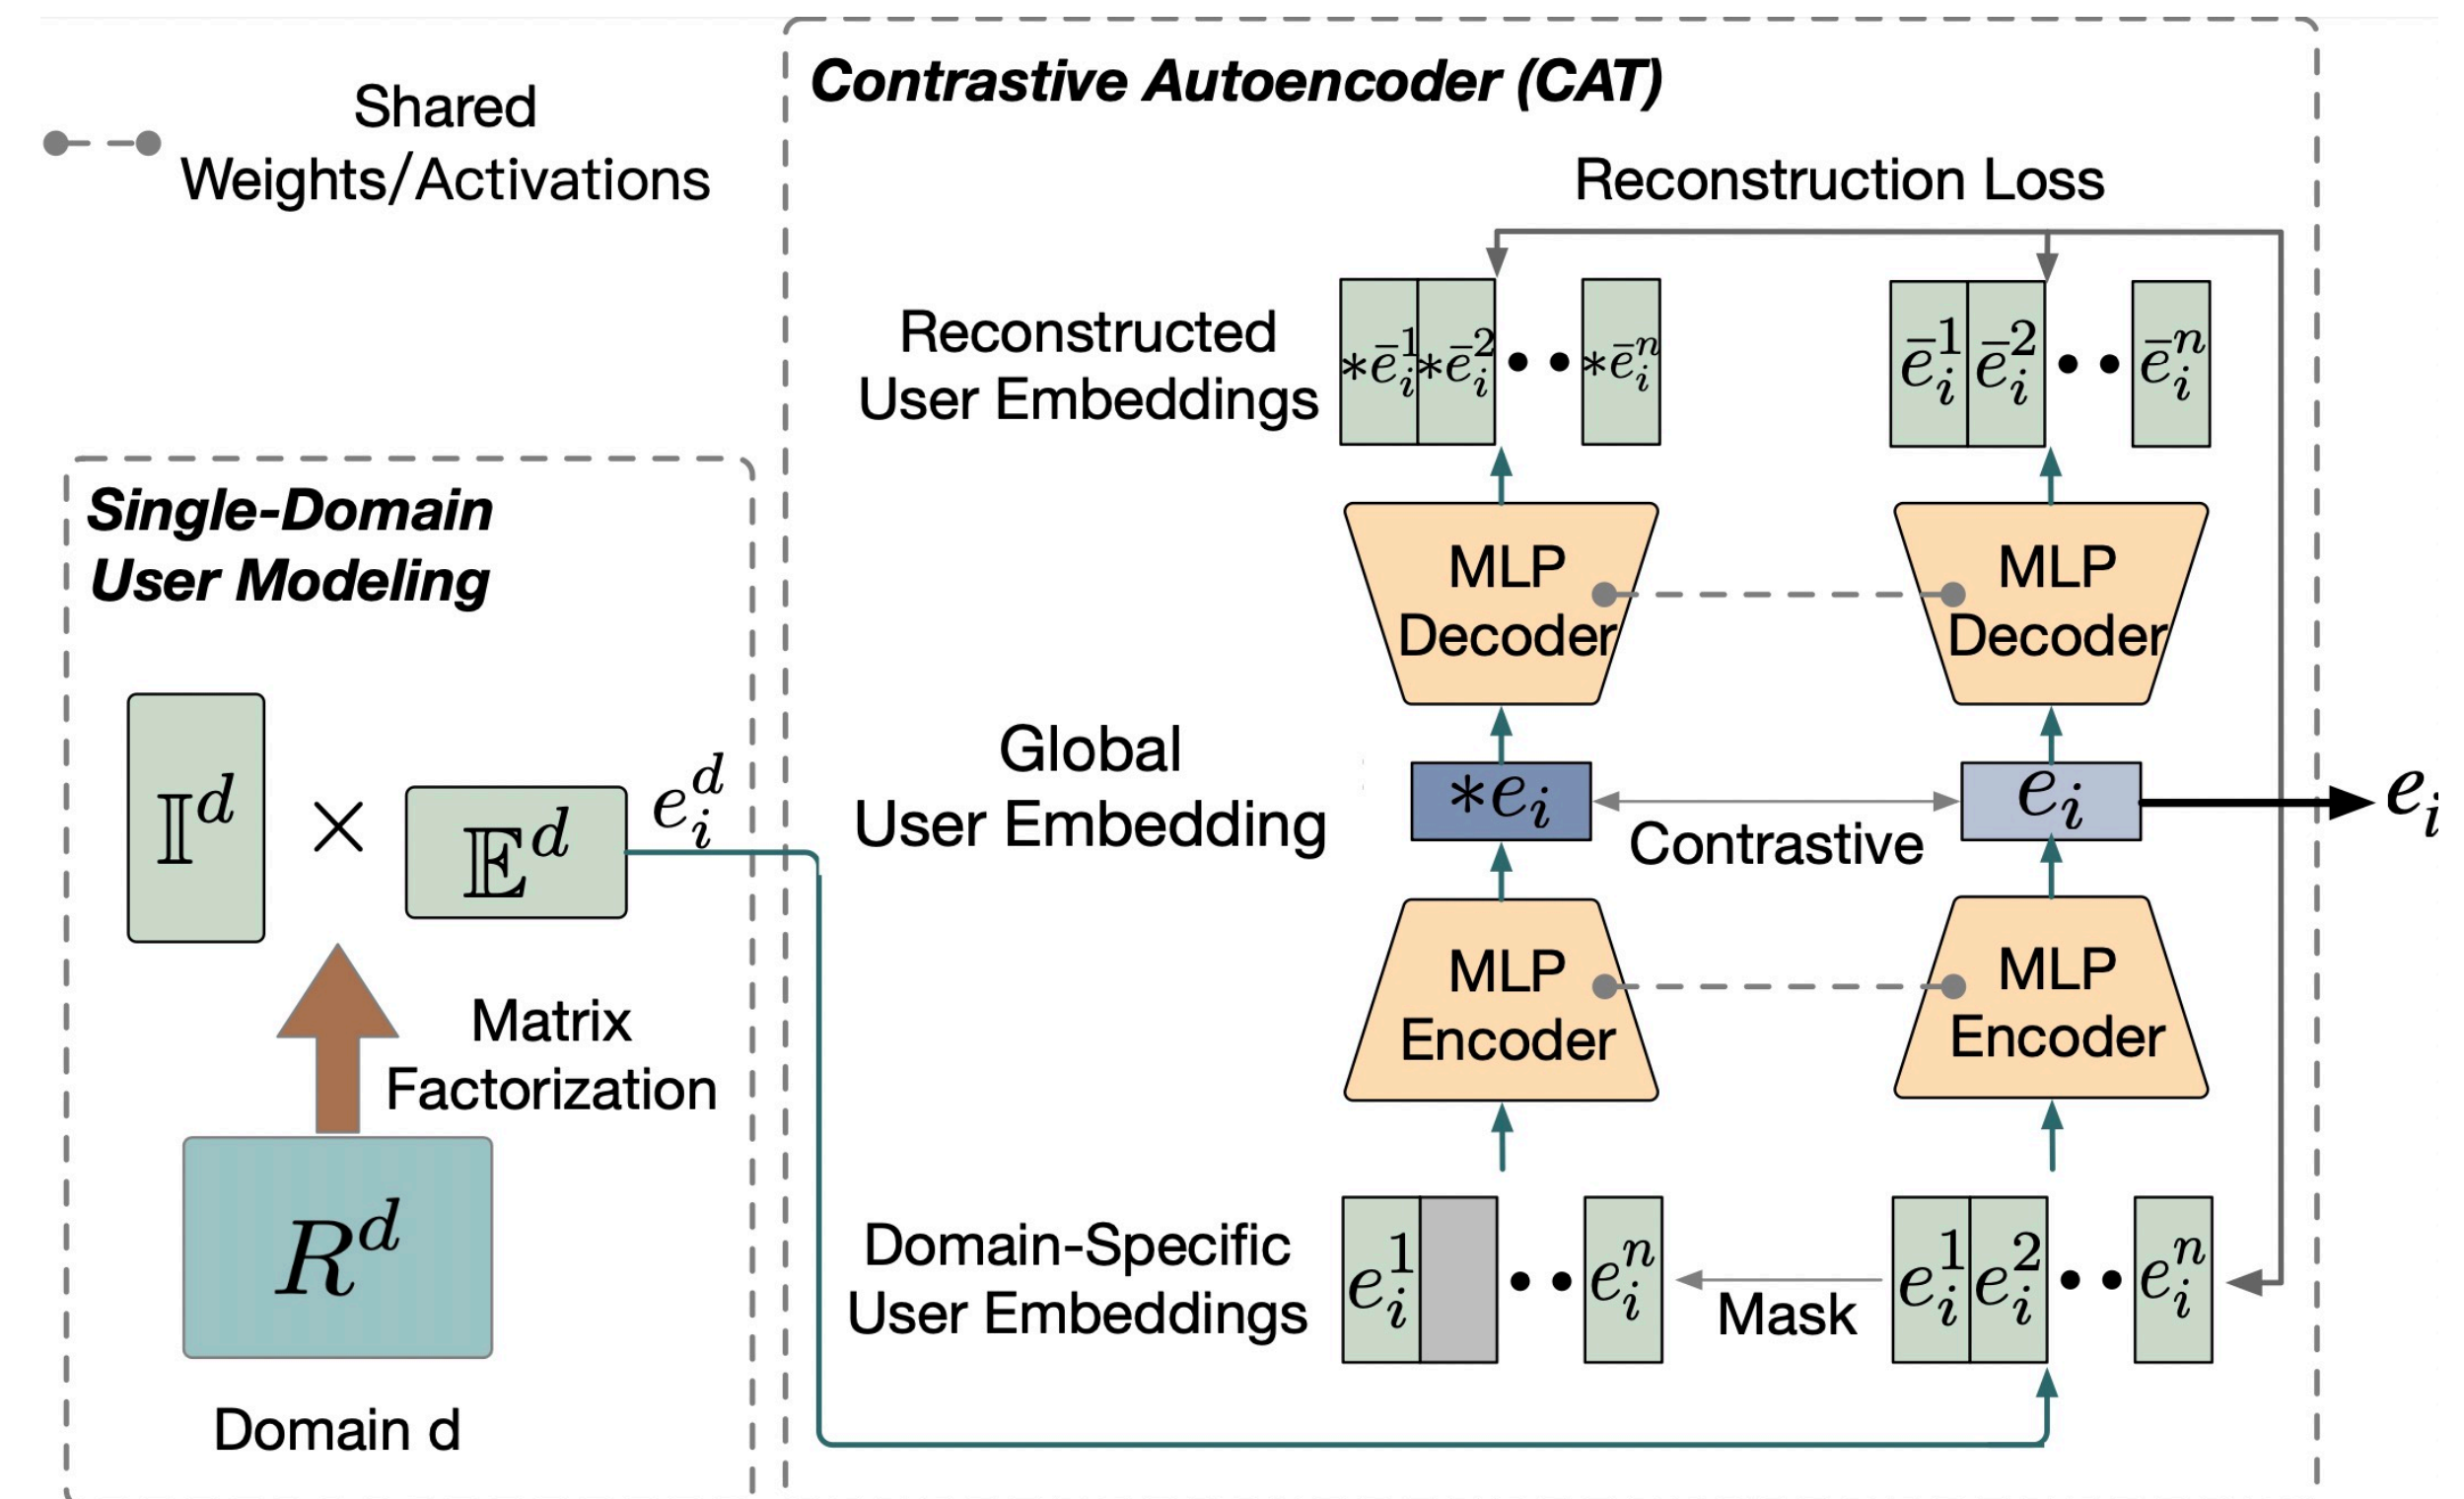 Shared
Weights/Activations
Contrastive Autoencoder (CAT)
Reconstruction Loss
Reconstructed
User Embeddings
*ē_i^1 *ē_i^2 •• *ē_i^n
ē_i^1 ē_i^2 •• ē_i^n
Single-Domain
User Modeling
MLP
Decoder
MLP
Decoder
𝕀^d × 𝔼^d
e_i^d
Global
User Embedding
*e_i
Contrastive
e_i
e_i
MLP
Encoder
MLP
Encoder
Matrix
Factorization
R^d
Domain d
Domain-Specific
User Embeddings
e_i^1 •• e_i^n
Mask
e_i^1 e_i^2 •• e_i^n